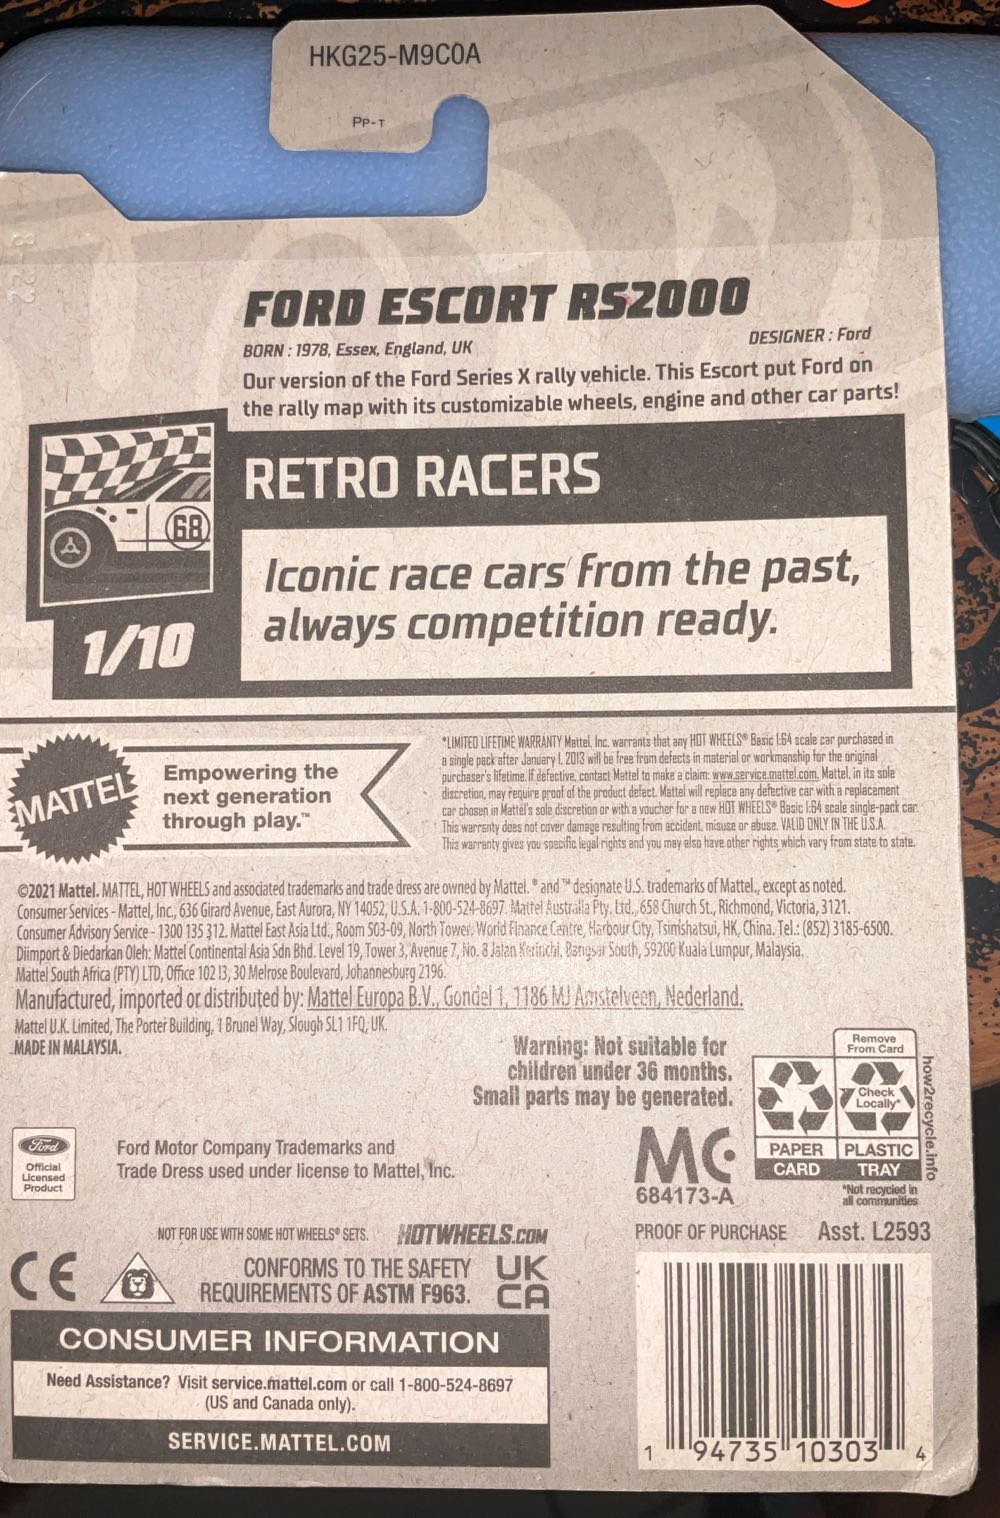 HKG25-M9C0A
PP-T
FORD ESCORT RS2000
BORN : 1978, Essex, England, UK
DESIGNER : Ford
Our version of the Ford Series X rally vehicle. This Escort put Ford on
the rally map with its customizable wheels, engine and other car parts!
68
RETRO RACERS
Iconic race cars from the past,
always competition ready.
1/10
MATTEL
Empowering the
next generation
through play.™
*LIMITED LIFETIME WARRANTY Mattel, Inc. warrants that any HOT WHEELS® Basic 1:64 scale car purchased in
a single pack after January 1, 2013 will be free from defects in material or workmanship for the original
purchaser's lifetime. If defective, contact Mattel to make a claim: www.service.mattel.com. Mattel, in its sole
discretion, may require proof of the product defect. Mattel will replace any defective car with a replacement
car chosen in Mattel's sole discretion or with a voucher for a new HOT WHEELS® Basic 1:64 scale single-pack car.
This warranty does not cover damage resulting from accident, misuse or abuse. VALID ONLY IN THE U.S.A.
This warranty gives you specific legal rights and you may also have other rights which vary from state to state.
©2021 Mattel. MATTEL, HOT WHEELS and associated trademarks and trade dress are owned by Mattel. ® and ™ designate U.S. trademarks of Mattel., except as noted.
Consumer Services - Mattel, Inc., 636 Girard Avenue, East Aurora, NY 14052, U.S.A. 1-800-524-8697. Mattel Australia Pty. Ltd., 658 Church St., Richmond, Victoria, 3121.
Consumer Advisory Service - 1300 135 312. Mattel East Asia Ltd., Room 503-09, North Tower, World Finance Centre, Harbour City, Tsimshatsui, HK, China. Tel.: (852) 3185-6500.
Diimport & Diedarkan Oleh: Mattel Continental Asia Sdn Bhd. Level 19, Tower 3, Avenue 7, No. 8 Jalan Kerinchi, Bangsar South, 59200 Kuala Lumpur, Malaysia.
Mattel South Africa (PTY) LTD, Office 102 I3, 30 Melrose Boulevard, Johannesburg 2196.
Manufactured, imported or distributed by: Mattel Europa B.V., Gondel 1, 1186 MJ Amstelveen, Nederland.
Mattel U.K. Limited, The Porter Building, 1 Brunel Way, Slough SL1 1FQ, UK.
MADE IN MALAYSIA.
Warning: Not suitable for
children under 36 months.
Small parts may be generated.
Remove
From Card
Check
Locally*
PAPER
CARD
PLASTIC
TRAY
how2recycle.info
*Not recycled in
all communities
Ford
Official
Licensed
Product
Ford Motor Company Trademarks and
Trade Dress used under license to Mattel, Inc.
MC
684173-A
NOT FOR USE WITH SOME HOT WHEELS® SETS.
HOTWHEELS.COM
PROOF OF PURCHASE
Asst. L2593
CE
CONFORMS TO THE SAFETY
REQUIREMENTS OF ASTM F963.
UK
CA
CONSUMER INFORMATION
Need Assistance? Visit service.mattel.com or call 1-800-524-8697
(US and Canada only).
SERVICE.MATTEL.COM
1 94735 10303 4